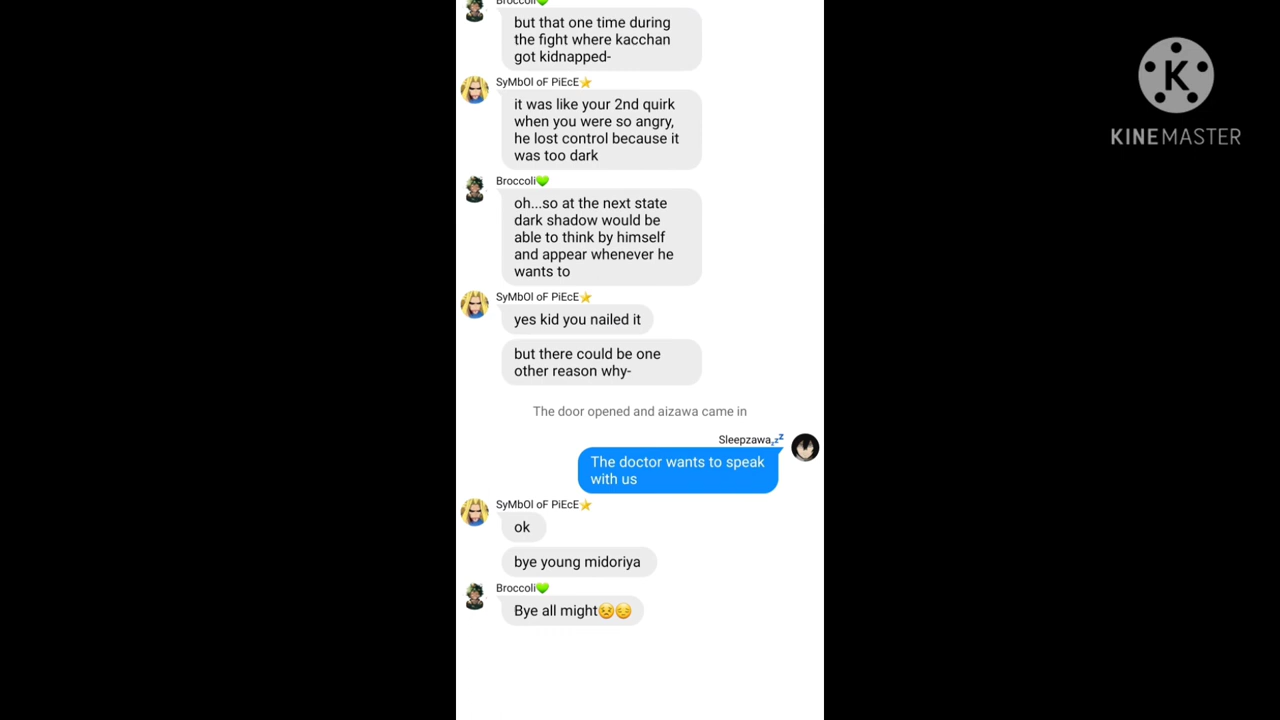 Broccoli💚
but that one time during
the fight where kacchan
got kidnapped-
SyMbOl oF PiEcE⭐
it was like your 2nd quirk
when you were so angry,
he lost control because it
was too dark
Broccoli💚
oh...so at the next state
dark shadow would be
able to think by himself
and appear whenever he
wants to
SyMbOl oF PiEcE⭐
yes kid you nailed it
but there could be one
other reason why-
The door opened and aizawa came in
Sleepzawa💤
The doctor wants to speak
with us
SyMbOl oF PiEcE⭐
ok
bye young midoriya
Broccoli💚
Bye all might😣😔
K
KINEMASTER